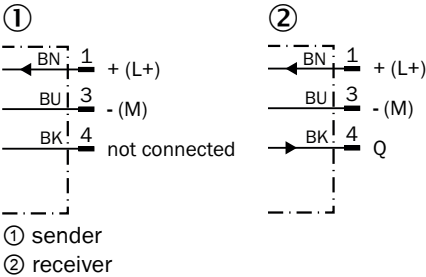 ① ②
BN 1 + (L+) BN 1 + (L+)
BU 3 - (M) BU 3 - (M)
BK 4 not connected BK 4 Q
① sender
② receiver